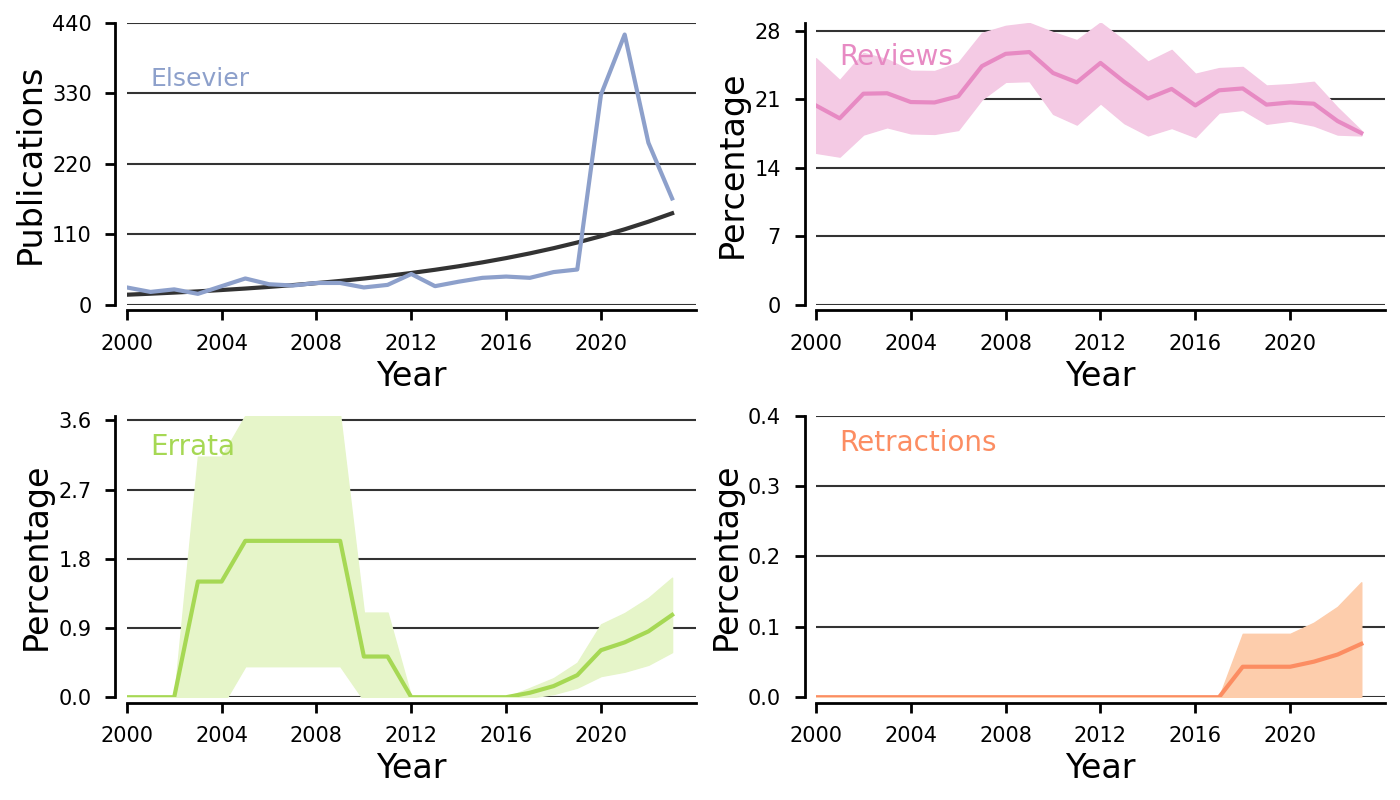 Publications
440
330
220
110
0
Elsevier
2000 2004 2008 2012 2016 2020
Year
Percentage
28
21
14
7
0
Reviews
2000 2004 2008 2012 2016 2020
Year
Percentage
3.6
2.7
1.8
0.9
0.0
Errata
2000 2004 2008 2012 2016 2020
Year
Percentage
0.4
0.3
0.2
0.1
0.0
Retractions
2000 2004 2008 2012 2016 2020
Year